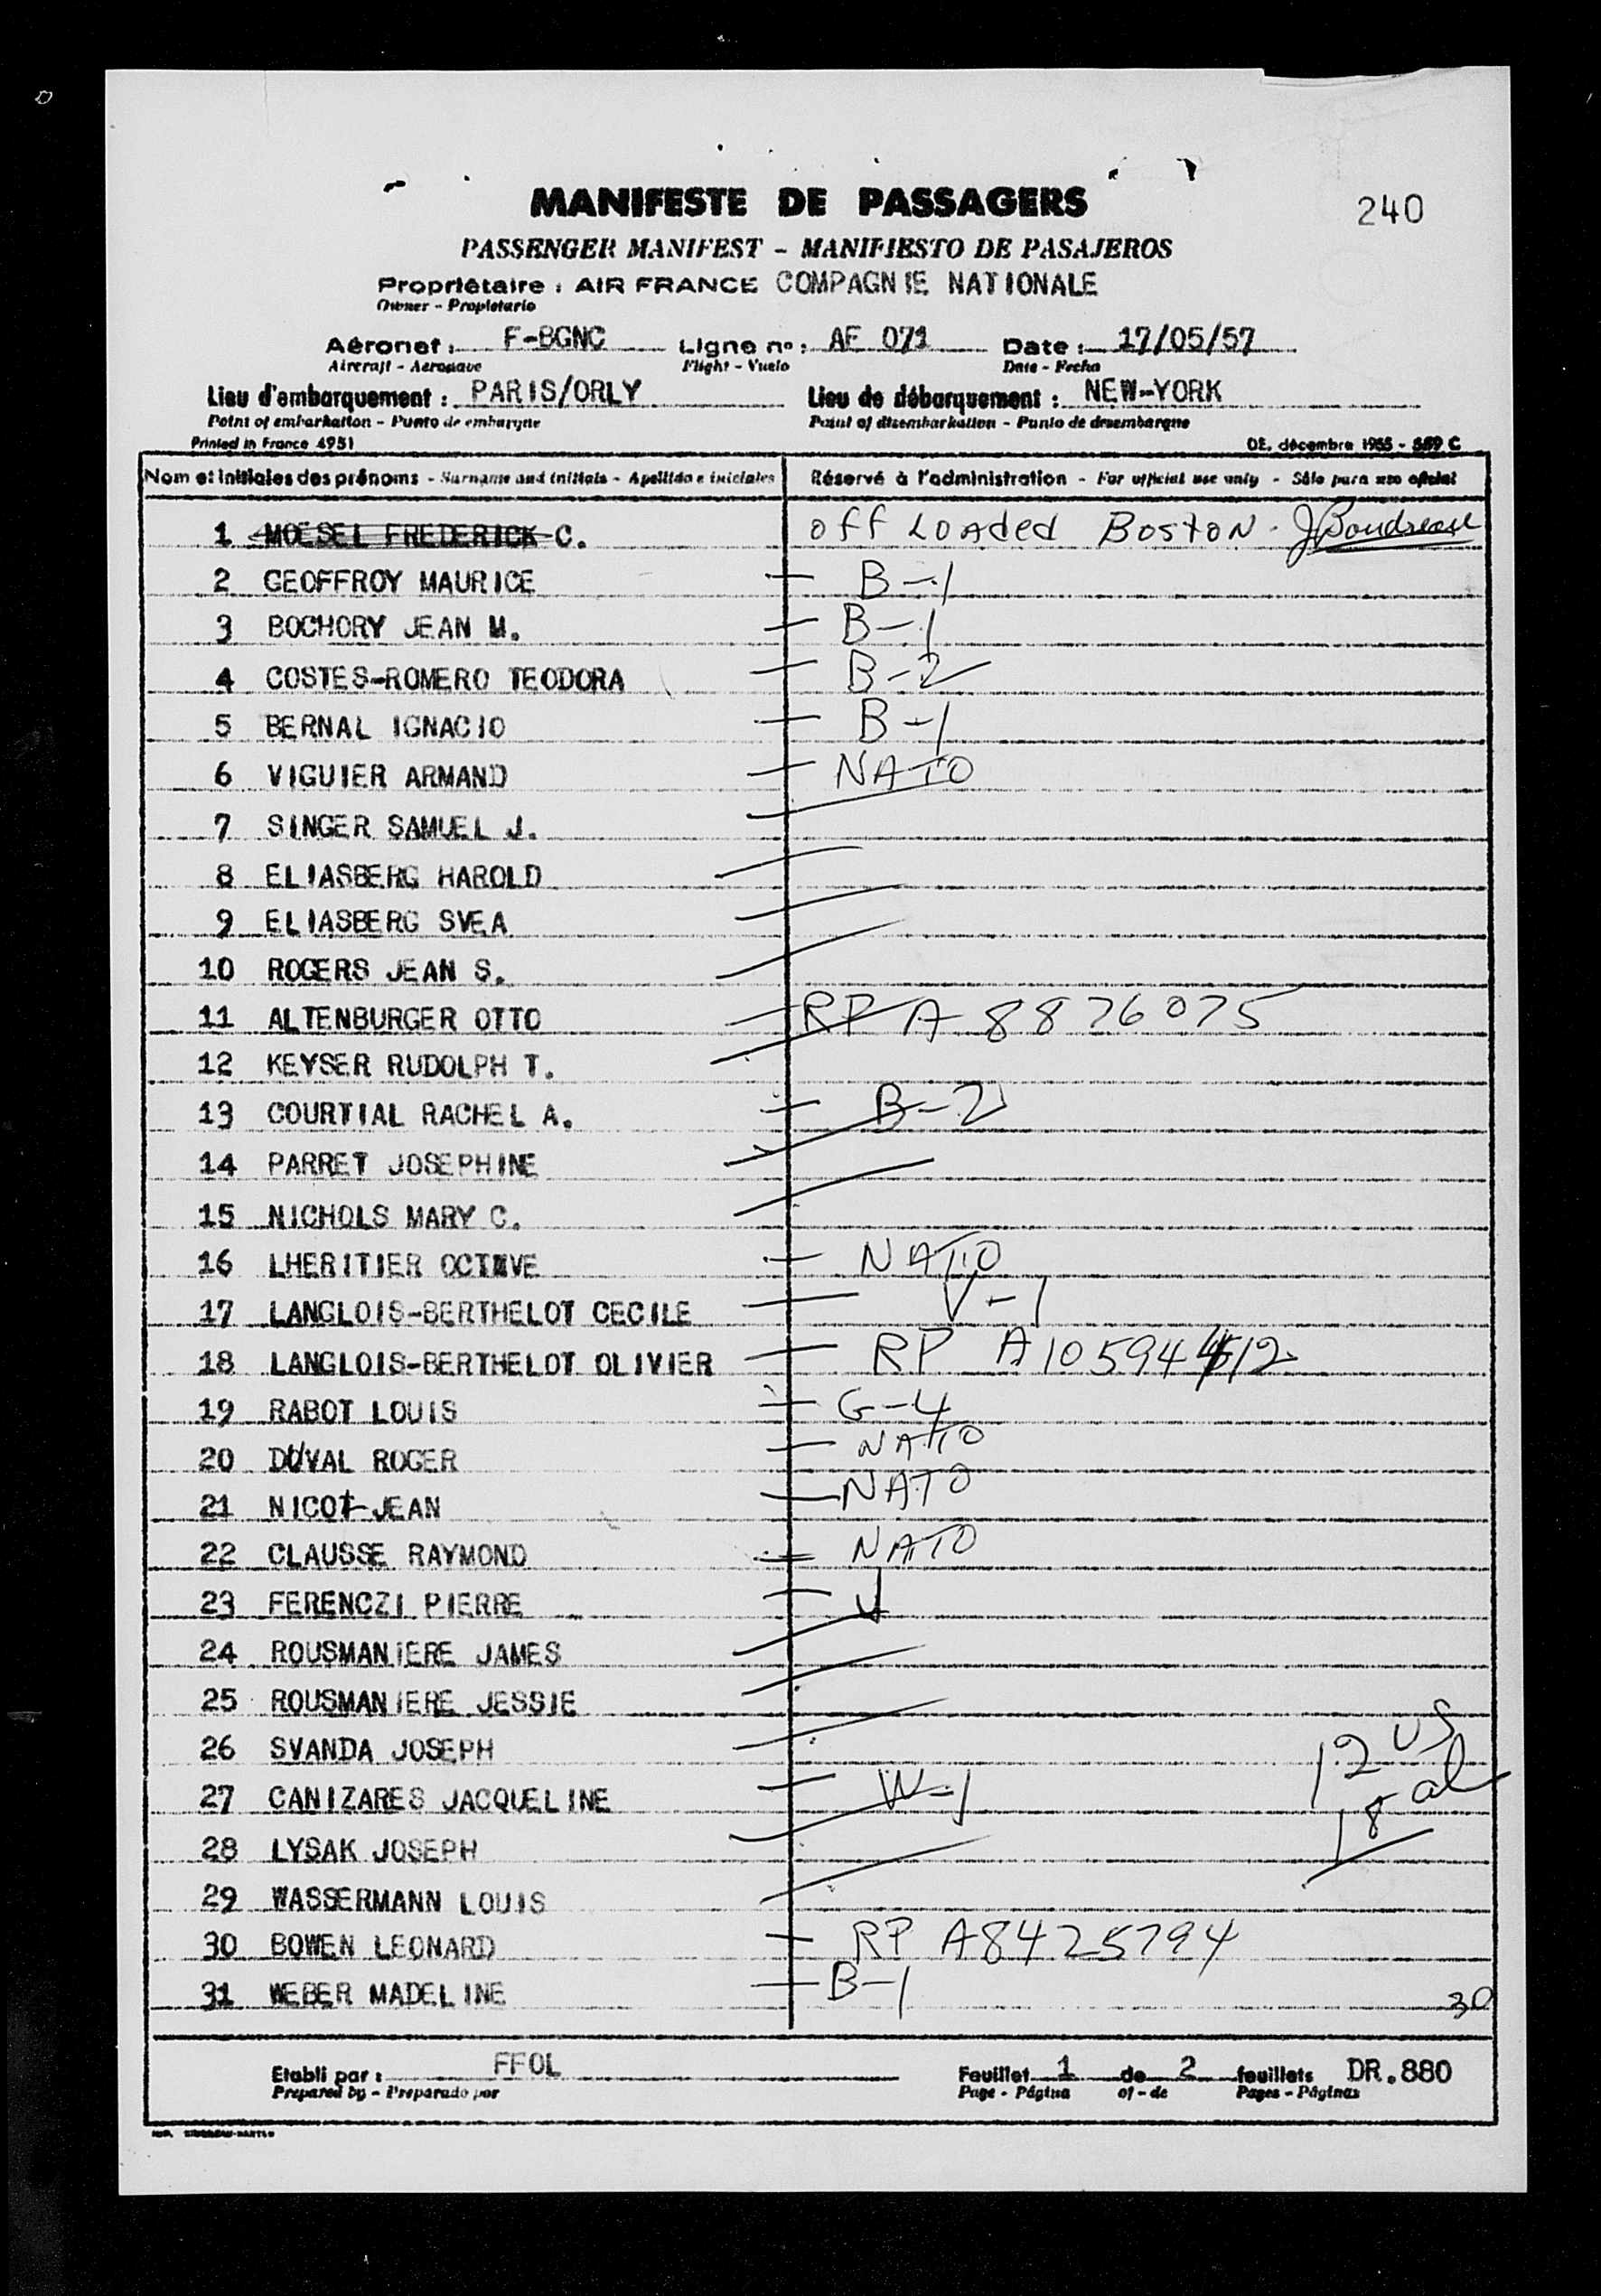 MANIFESTE DE PASSAGERS
240
PASSENGER MANIFEST - MANIFIESTO DE PASAJEROS
Propriétaire : AIR FRANCE COMPAGNIE NATIONALE
Owner - Propietario
Aéronef : F-BGNC Ligne nº : AF 071 Date : 17/05/57
Aircraft - Aeronave Flight - Vuelo Date - Fecha
Lieu d'embarquement : PARIS/ORLY Lieu de débarquement : NEW-YORK
Point of embarkation - Punto de embarque Point of disembarkation - Punto de desembarque
Printed in France 4951 OE. décembre 1955 - 589 C
Nom et initiales des prénoms - Surname and initials - Apellido e iniciales Réservé à l'administration - For official use only - Sólo para uso oficial
1 MOESEL FREDERICK C. off Loaded Boston. J Boudreau
2 GEOFFROY MAURICE B-1
3 BOCHORY JEAN M. B-1
4 COSTES-ROMERO TEODORA B-2
5 BERNAL IGNACIO B-1
6 VIGUIER ARMAND NATO
7 SINGER SAMUEL J.
8 ELIASBERG HAROLD
9 ELIASBERG SVEA
10 ROGERS JEAN S.
11 ALTENBURGER OTTO RP A 8876075
12 KEYSER RUDOLPH T.
13 COURTIAL RACHEL A. B-2
14 PARRET JOSEPHINE
15 NICHOLS MARY C.
16 LHERITIER OCTAVE NATO
17 LANGLOIS-BERTHELOT CECILE V-1
18 LANGLOIS-BERTHELOT OLIVIER RP A10594412
19 RABOT LOUIS G-4
20 DUVAL ROGER NATO
21 NICOT JEAN NATO
22 CLAUSSE RAYMOND NATO
23 FERENCZI PIERRE J
24 ROUSMANIERE JAMES
25 ROUSMANIERE JESSIE
26 SVANDA JOSEPH 12 US
27 CANIZARES JACQUELINE W-1 18 al
28 LYSAK JOSEPH
29 WASSERMANN LOUIS
30 BOWEN LEONARD RP A8425794
31 WEBER MADELINE B-1 30
Etabli par : FFOL Feuillet 1 de 2 feuillets DR.880
Prepared by - Preparado por Page - Página of - de Pages - Páginas